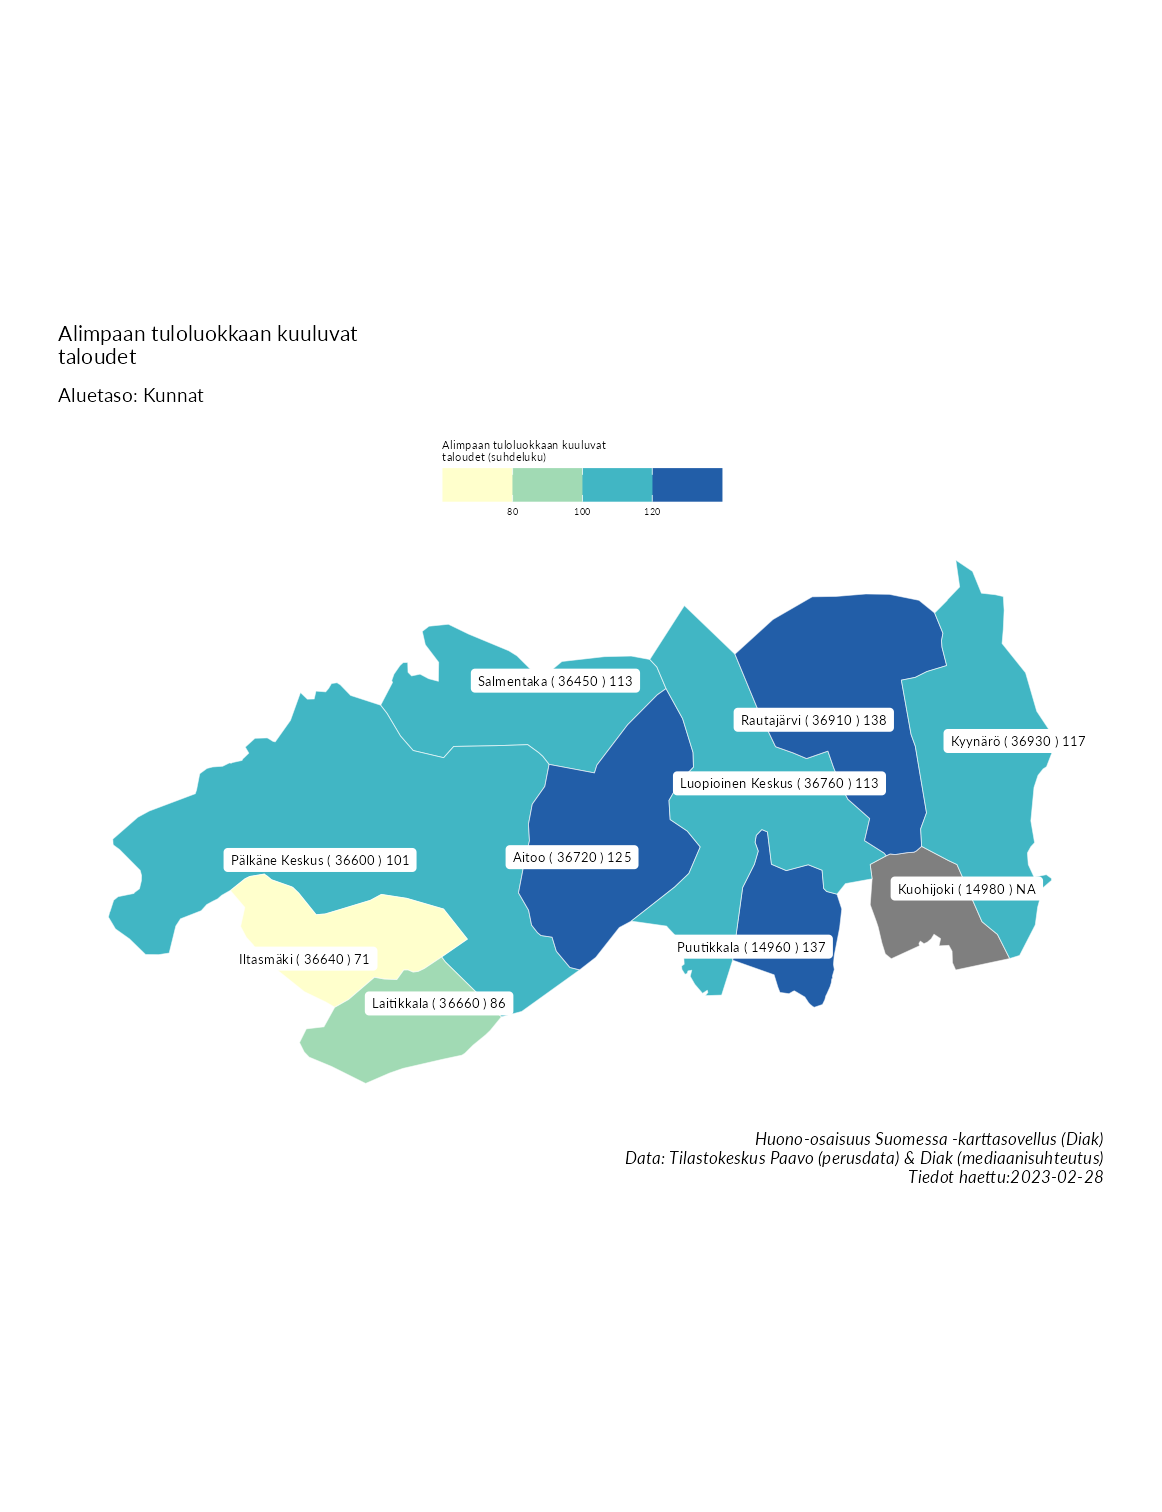 Alimpaan tuloluokkaan kuuluvat
taloudet
Aluetaso: Kunnat
Alimpaan tuloluokkaan kuuluvat
taloudet (suhdeluku)
80
100
120
Salmentaka ( 36450 ) 113
Rautajärvi ( 36910 ) 138
Kyynärö ( 36930 ) 117
Luopioinen Keskus ( 36760 ) 113
Pälkäne Keskus ( 36600 ) 101
Aitoo ( 36720 ) 125
Kuohijoki ( 14980 ) NA
Puutikkala ( 14960 ) 137
Iltasmäki ( 36640 ) 71
Laitikkala ( 36660 ) 86
Huono-osaisuus Suomessa -karttasovellus (Diak)
Data: Tilastokeskus Paavo (perusdata) & Diak (mediaanisuhteutus)
Tiedot haettu:2023-02-28